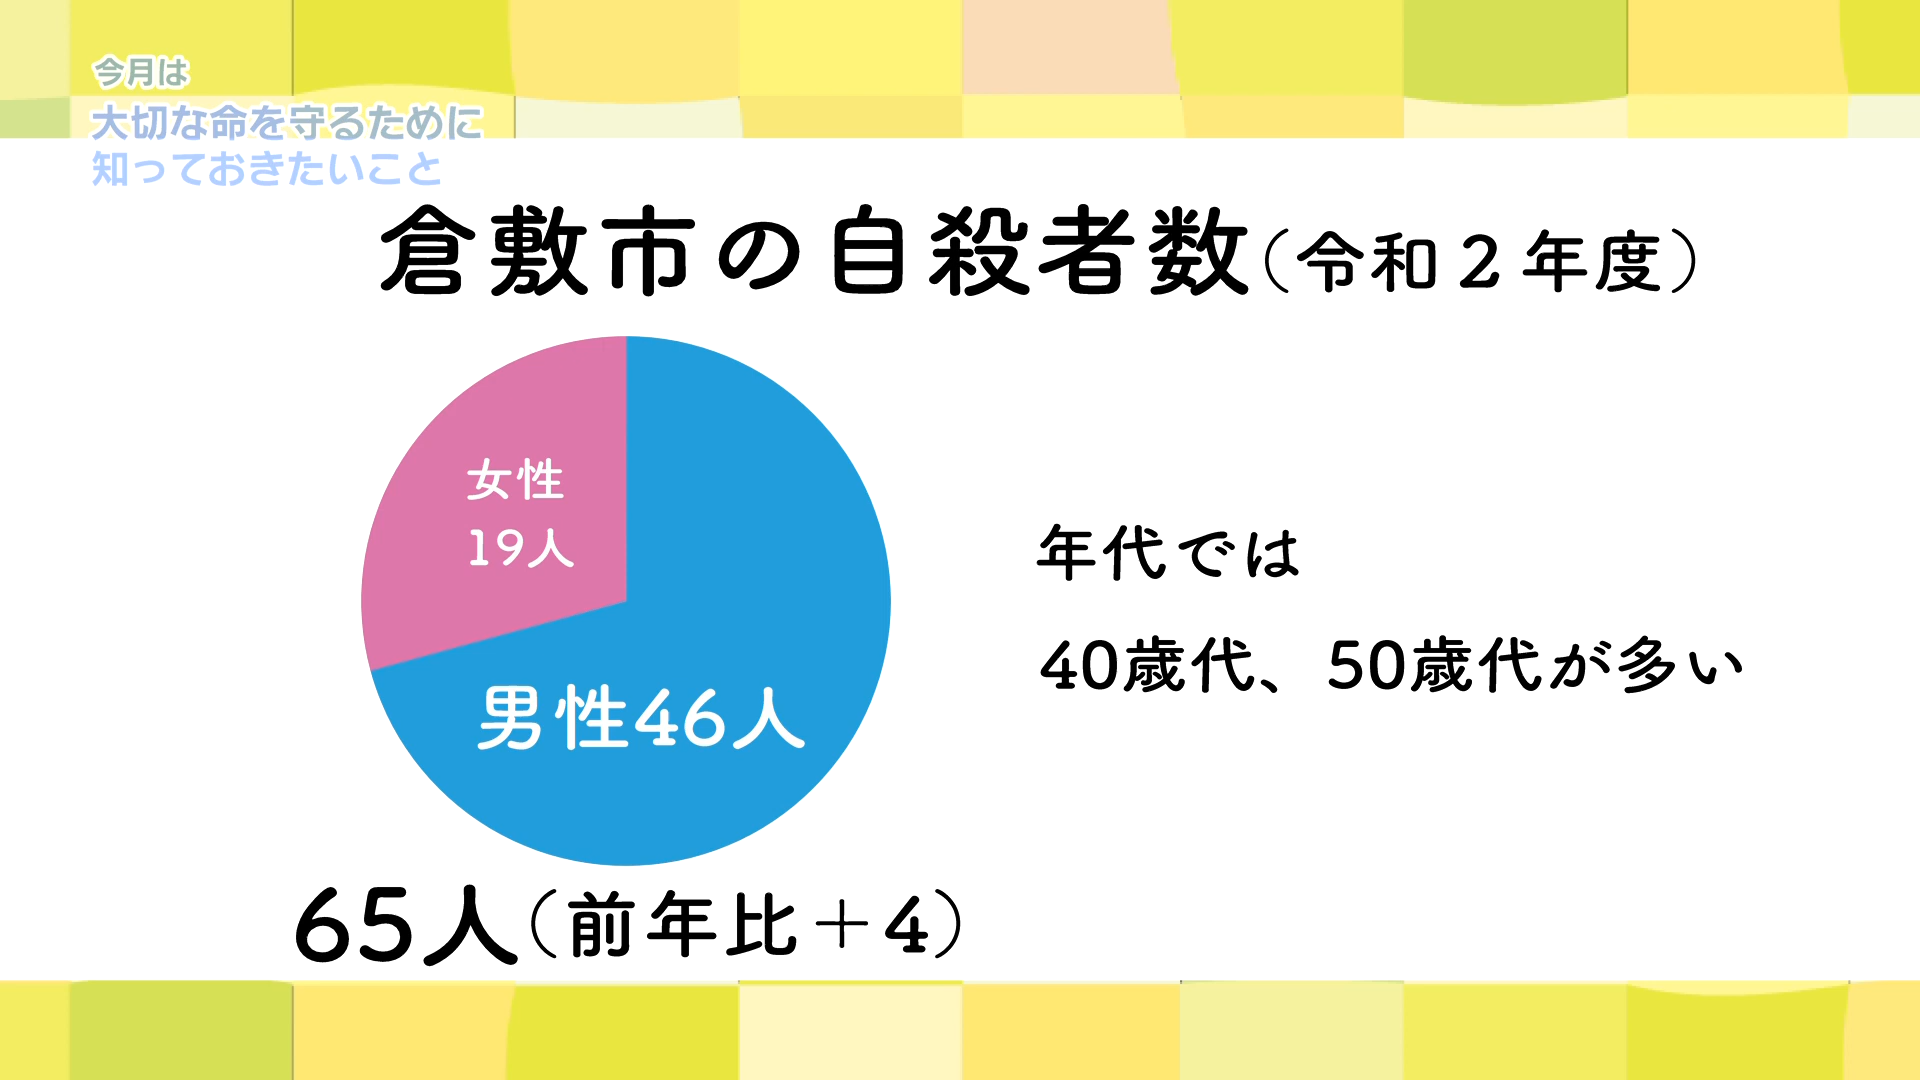 今月は
大切な命を守るために
知っておきたいこと
倉敷市の自殺者数（令和２年度）
女性
19人
男性46人
年代では
40歳代、50歳代が多い
65人（前年比＋4）